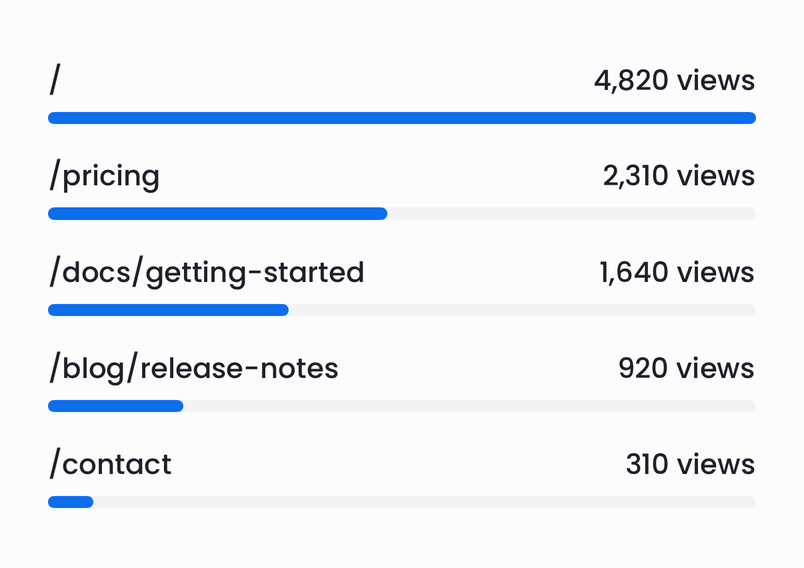 / 4,820 views
/pricing 2,310 views
/docs/getting-started 1,640 views
/blog/release-notes 920 views
/contact 310 views